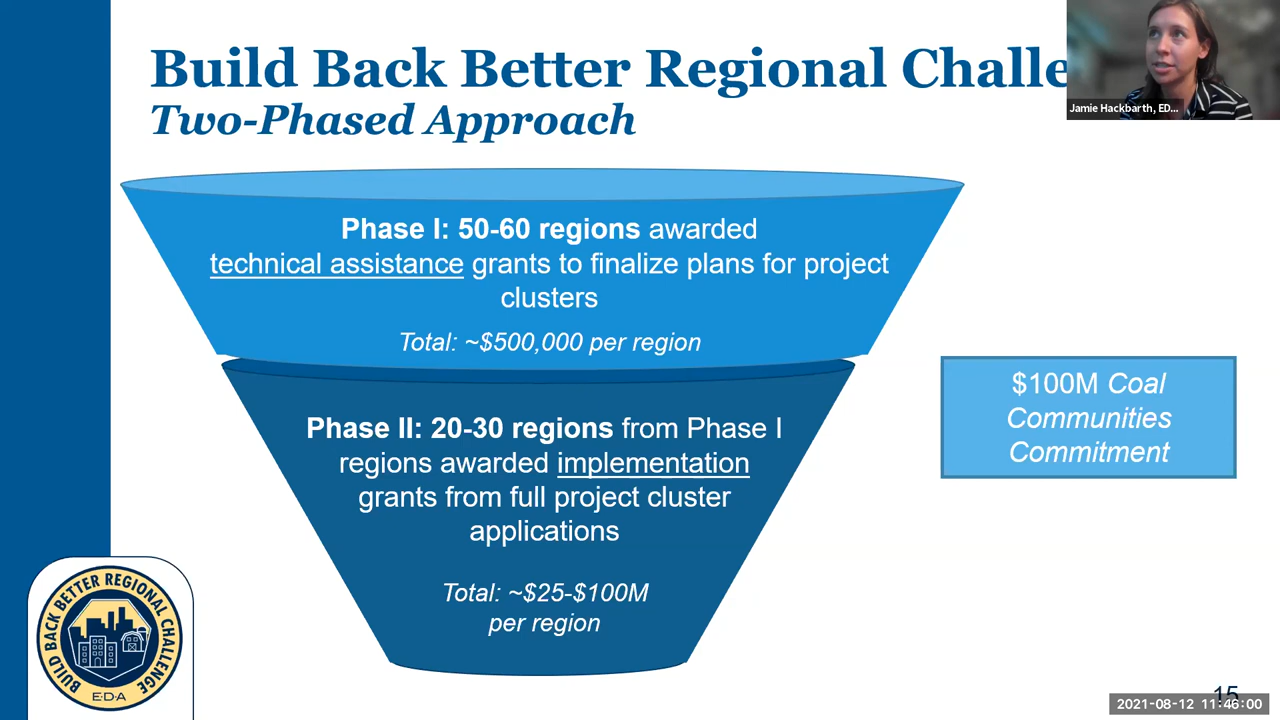 Build Back Better Regional Challe
Two-Phased Approach
Jamie Hackbarth, ED...
Phase I: 50-60 regions awarded
technical assistance grants to finalize plans for project
clusters
Total: ~$500,000 per region
Phase II: 20-30 regions from Phase I
regions awarded implementation
grants from full project cluster
applications
Total: ~$25-$100M
per region
$100M Coal
Communities
Commitment
BUILD BACK BETTER REGIONAL CHALLENGE
E·D·A
15
2021-08-12 11:46:00